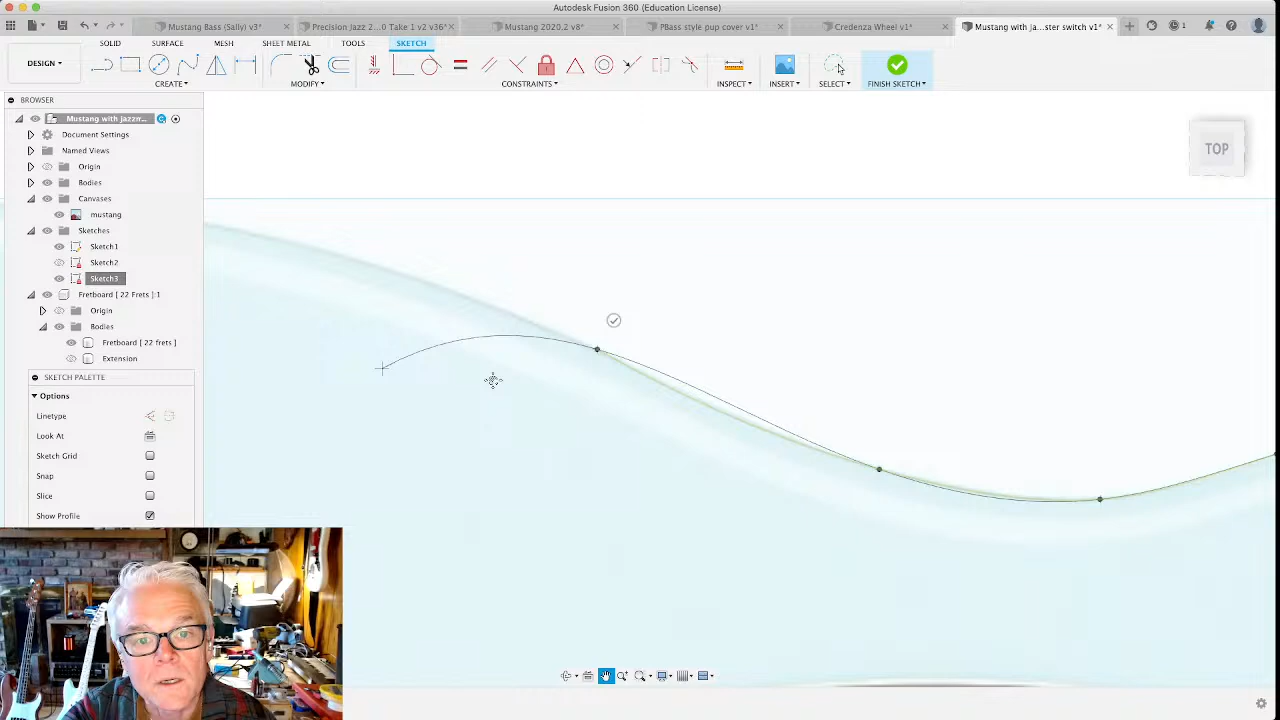 Autodesk Fusion 360 (Education License)
Mustang Bass (Sally) v3*
Precision Jazz 2...0 Take 1 v2 v36*
Mustang 2020.2 v8*
PBass style pup cover v1*
Credenza Wheel v1*
Mustang with ja...ster switch v1*
1
SOLID
SURFACE
MESH
SHEET METAL
TOOLS
SKETCH
DESIGN
CREATE
MODIFY
CONSTRAINTS
INSPECT
INSERT
SELECT
FINISH SKETCH
BROWSER
Mustang with jazzm...
Document Settings
Named Views
Origin
Bodies
Canvases
mustang
Sketches
Sketch1
Sketch2
Sketch3
Fretboard [ 22 Frets ]:1
Origin
Bodies
Fretboard [ 22 frets ]
Extension
SKETCH PALETTE
Options
Linetype
Look At
Sketch Grid
Snap
Slice
Show Profile
TOP